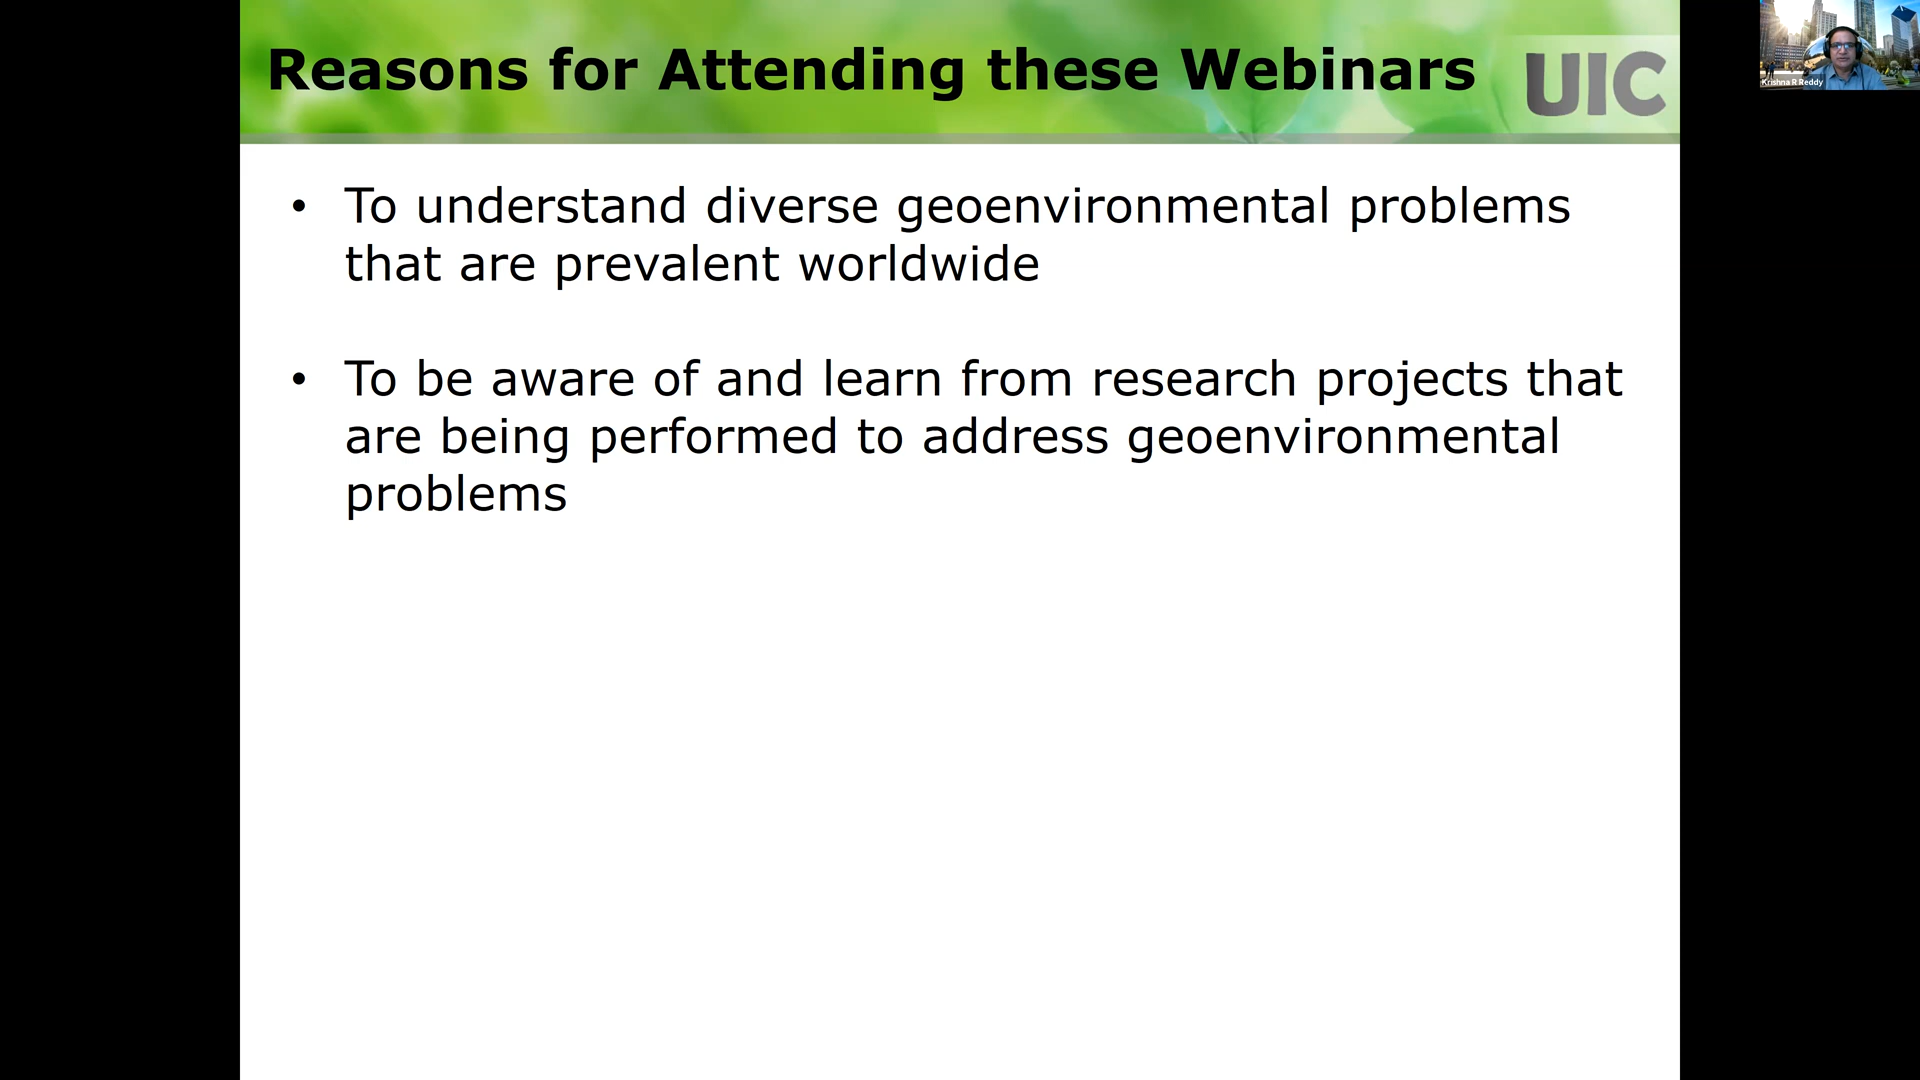 Reasons for Attending these Webinars
UIC
Krishna R Reddy
• To understand diverse geoenvironmental problems
that are prevalent worldwide
• To be aware of and learn from research projects that
are being performed to address geoenvironmental
problems